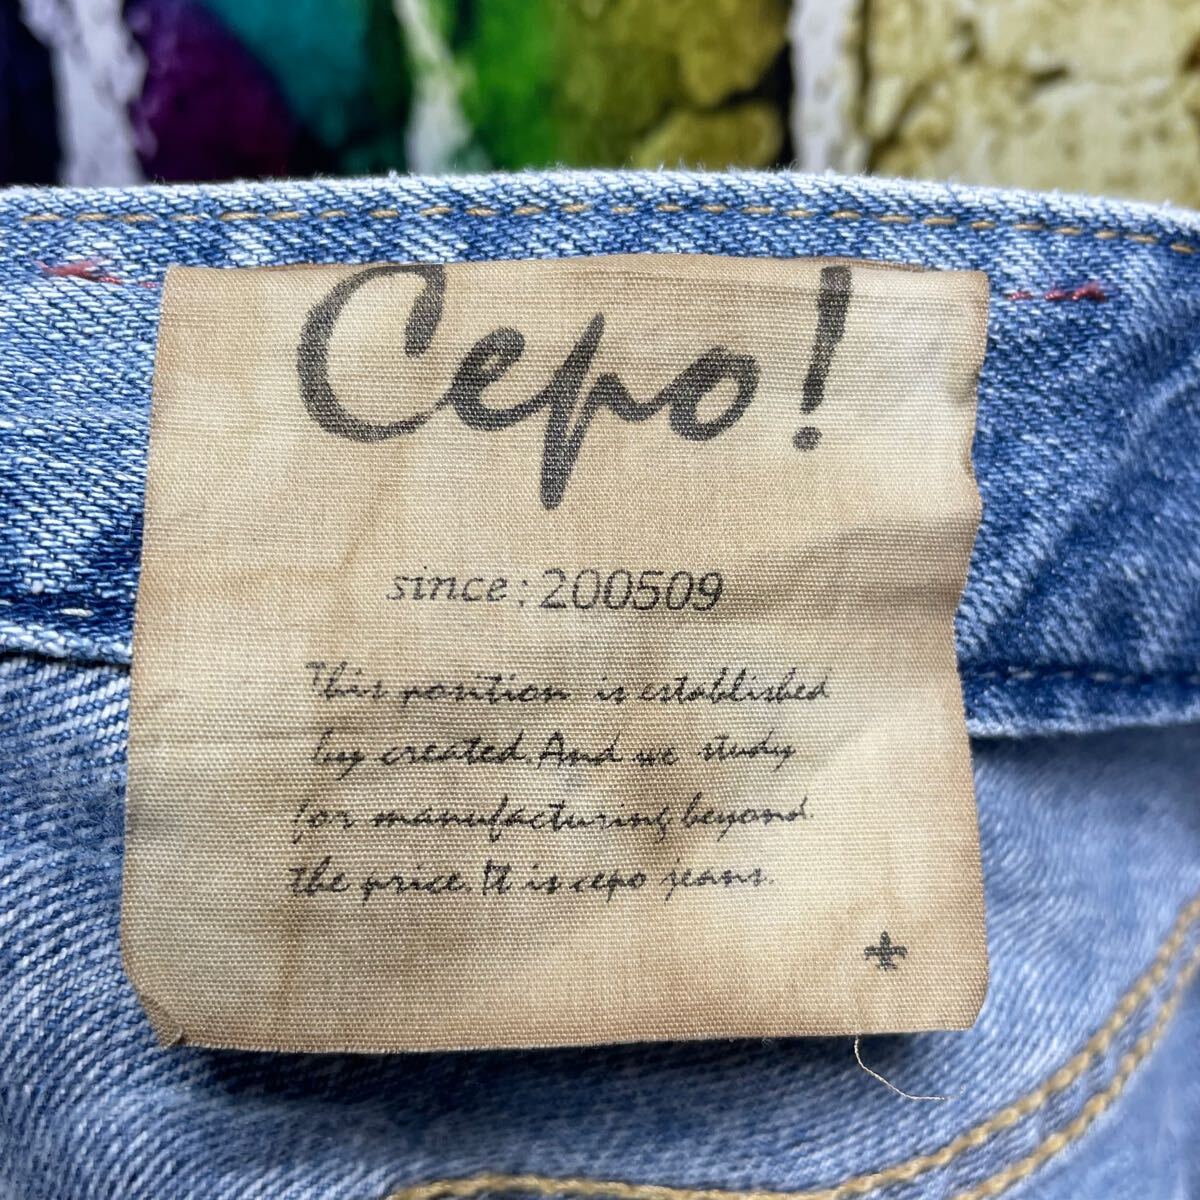 Cepo!
since:200509
This position is established
by created.And we study
for manufacturing beyond.
the price.It is cepo jeans.